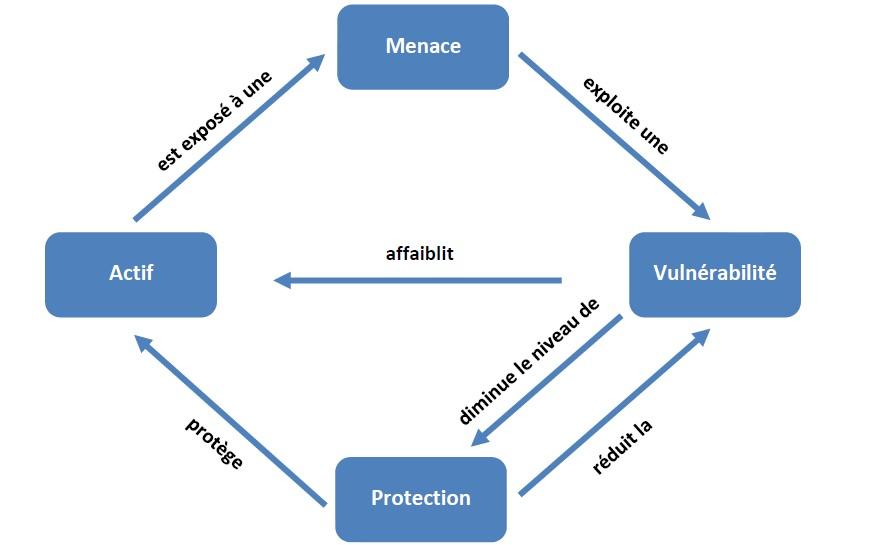 Menace
est exposé à une
exploite une
affaiblit
Actif
Vulnérabilité
diminue le niveau de
protège
réduit la
Protection